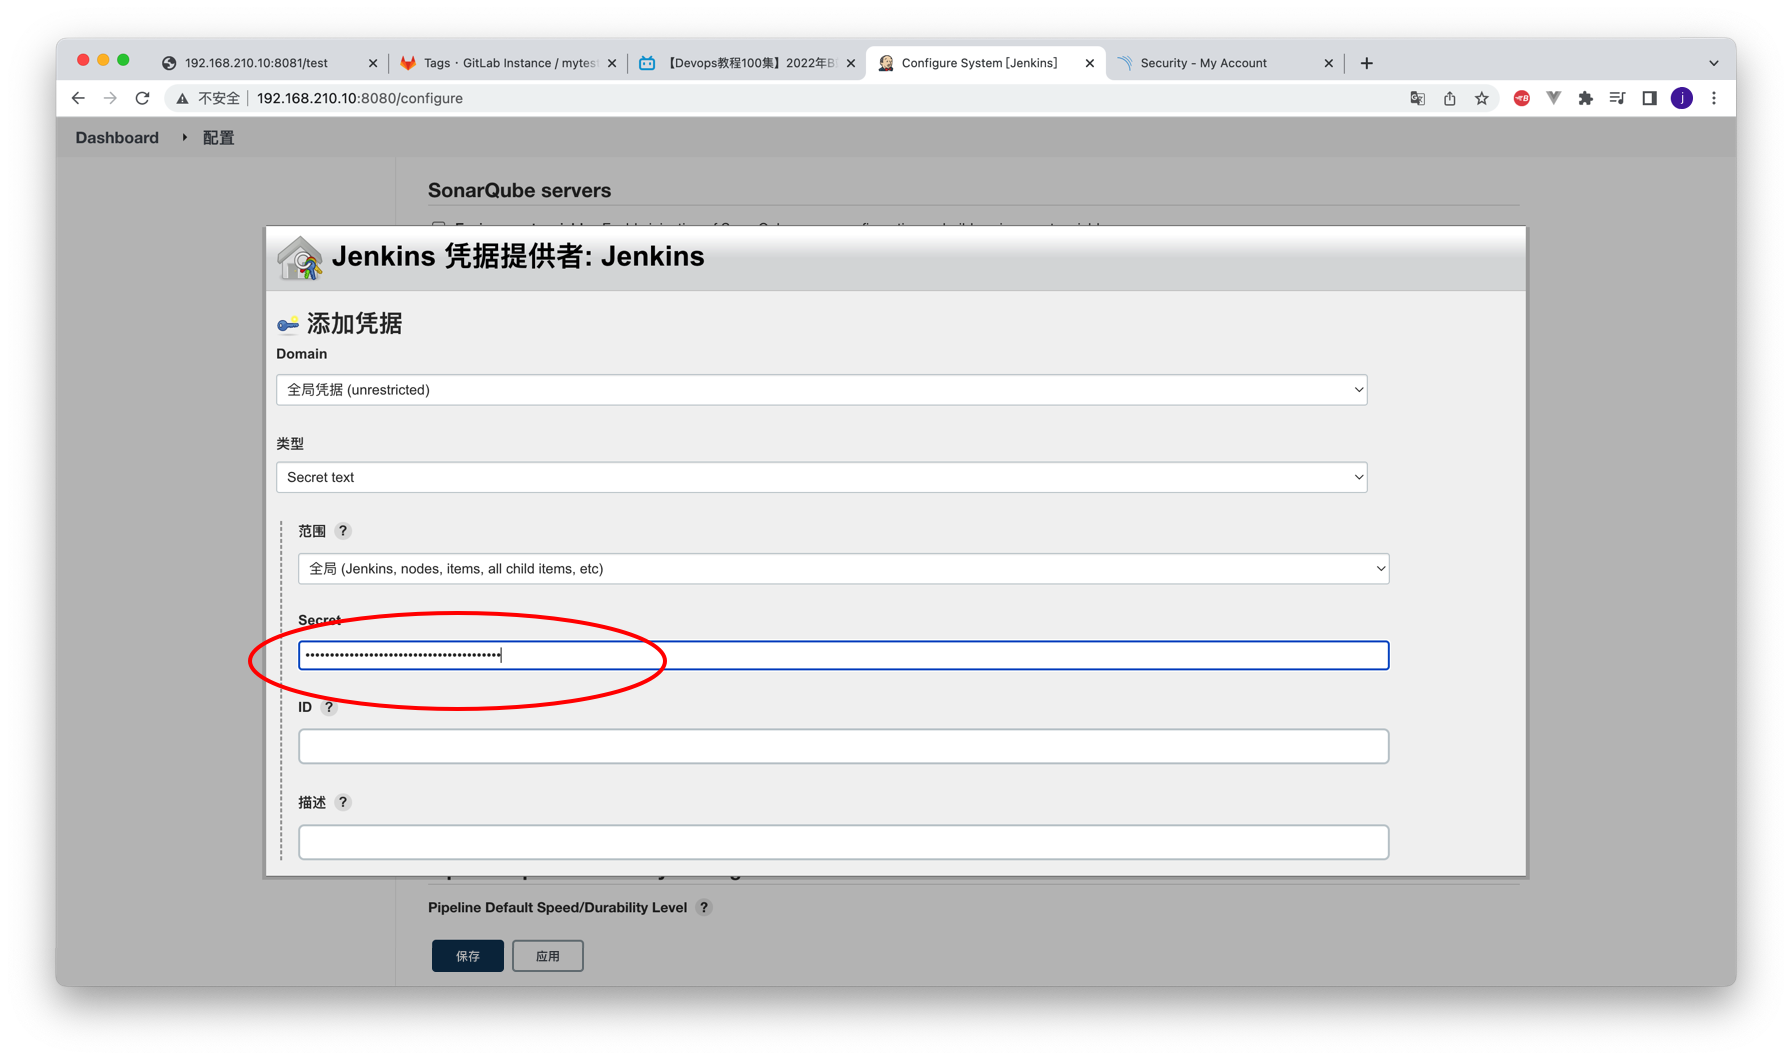 192.168.210.10:8081/test
Tags · GitLab Instance / mytest
【Devops教程100集】2022年B
Configure System [Jenkins]
Security - My Account
不安全
192.168.210.10:8080/configure
j
Dashboard
配置
SonarQube servers
Jenkins 凭据提供者: Jenkins
添加凭据
Domain
全局凭据 (unrestricted)
类型
Secret text
范围 ?
全局 (Jenkins, nodes, items, all child items, etc)
Secret
ID ?
描述 ?
Pipeline Default Speed/Durability Level ?
保存
应用